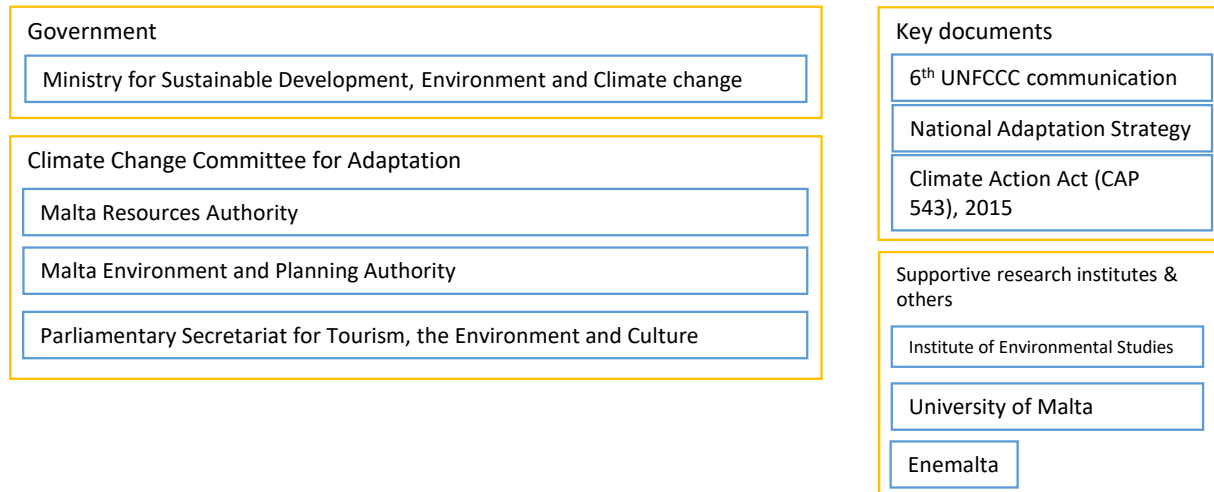 Government
Ministry for Sustainable Development, Environment and Climate change
Climate Change Committee for Adaptation
Malta Resources Authority
Malta Environment and Planning Authority
Parliamentary Secretariat for Tourism, the Environment and Culture
Key documents
6th UNFCCC communication
National Adaptation Strategy
Climate Action Act (CAP
543), 2015
Supportive research institutes &
others
Institute of Environmental Studies
University of Malta
Enemalta